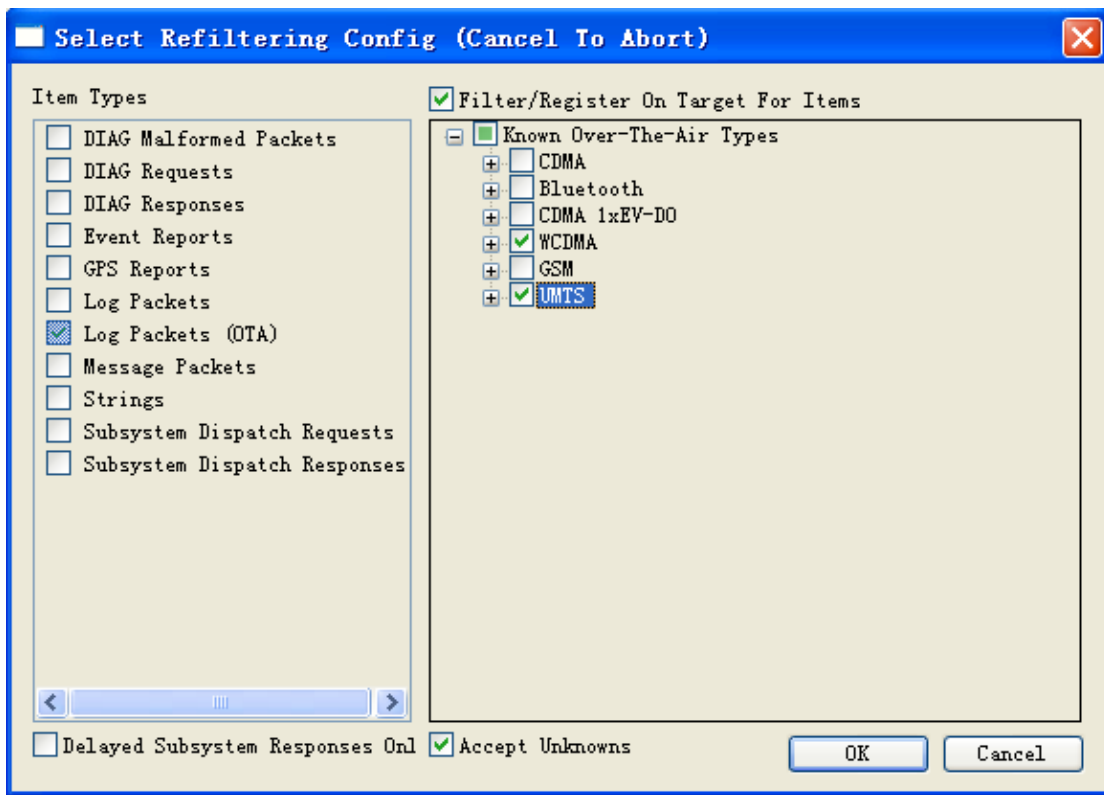 Select Refiltering Config (Cancel To Abort)
Item Types
DIAG Malformed Packets
DIAG Requests
DIAG Responses
Event Reports
GPS Reports
Log Packets
Log Packets (OTA)
Message Packets
Strings
Subsystem Dispatch Requests
Subsystem Dispatch Responses
Delayed Subsystem Responses Onl
Filter/Register On Target For Items
Known Over-The-Air Types
CDMA
Bluetooth
CDMA 1xEV-DO
WCDMA
GSM
UMTS
Accept Unknowns
OK
Cancel